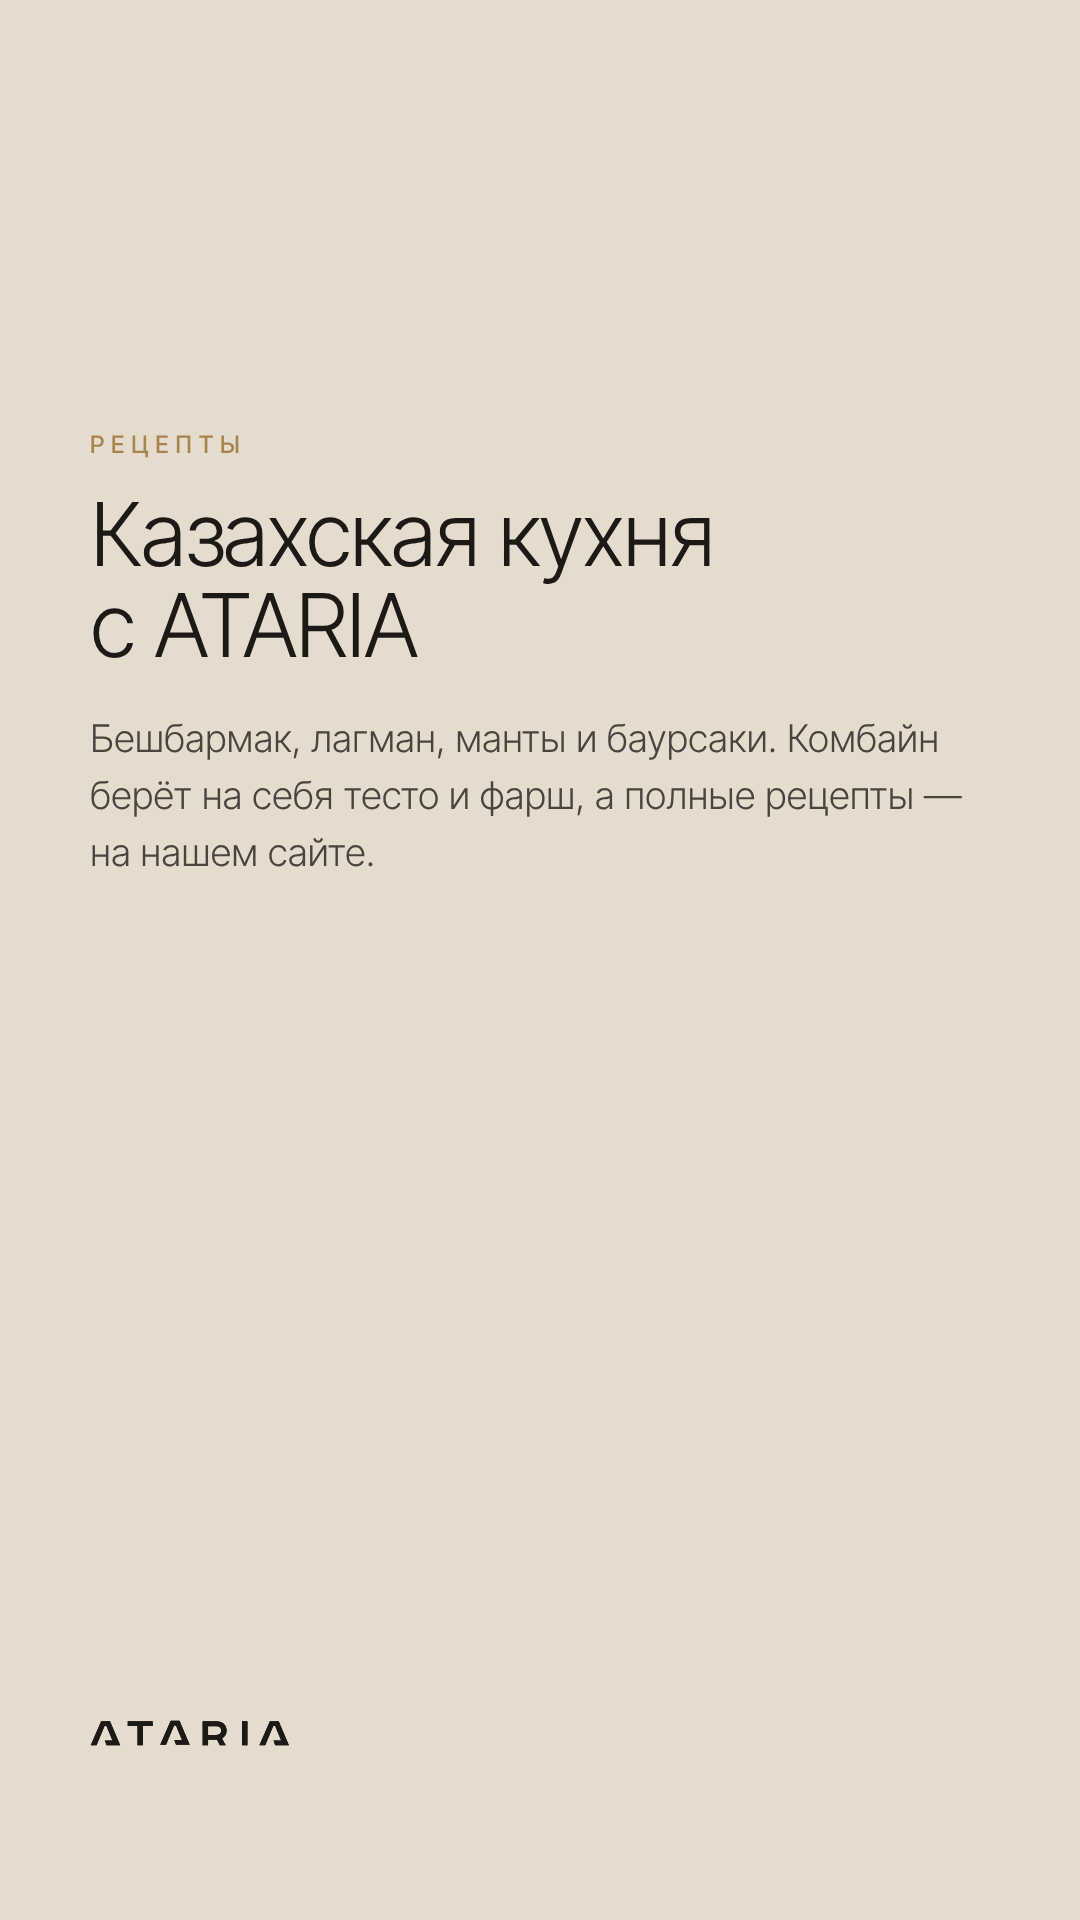 РЕЦЕПТЫ
Казахская кухня
с ATARIA
Бешбармак, лагман, манты и баурсаки. Комбайн
берёт на себя тесто и фарш, а полные рецепты —
на нашем сайте.
ATARIA